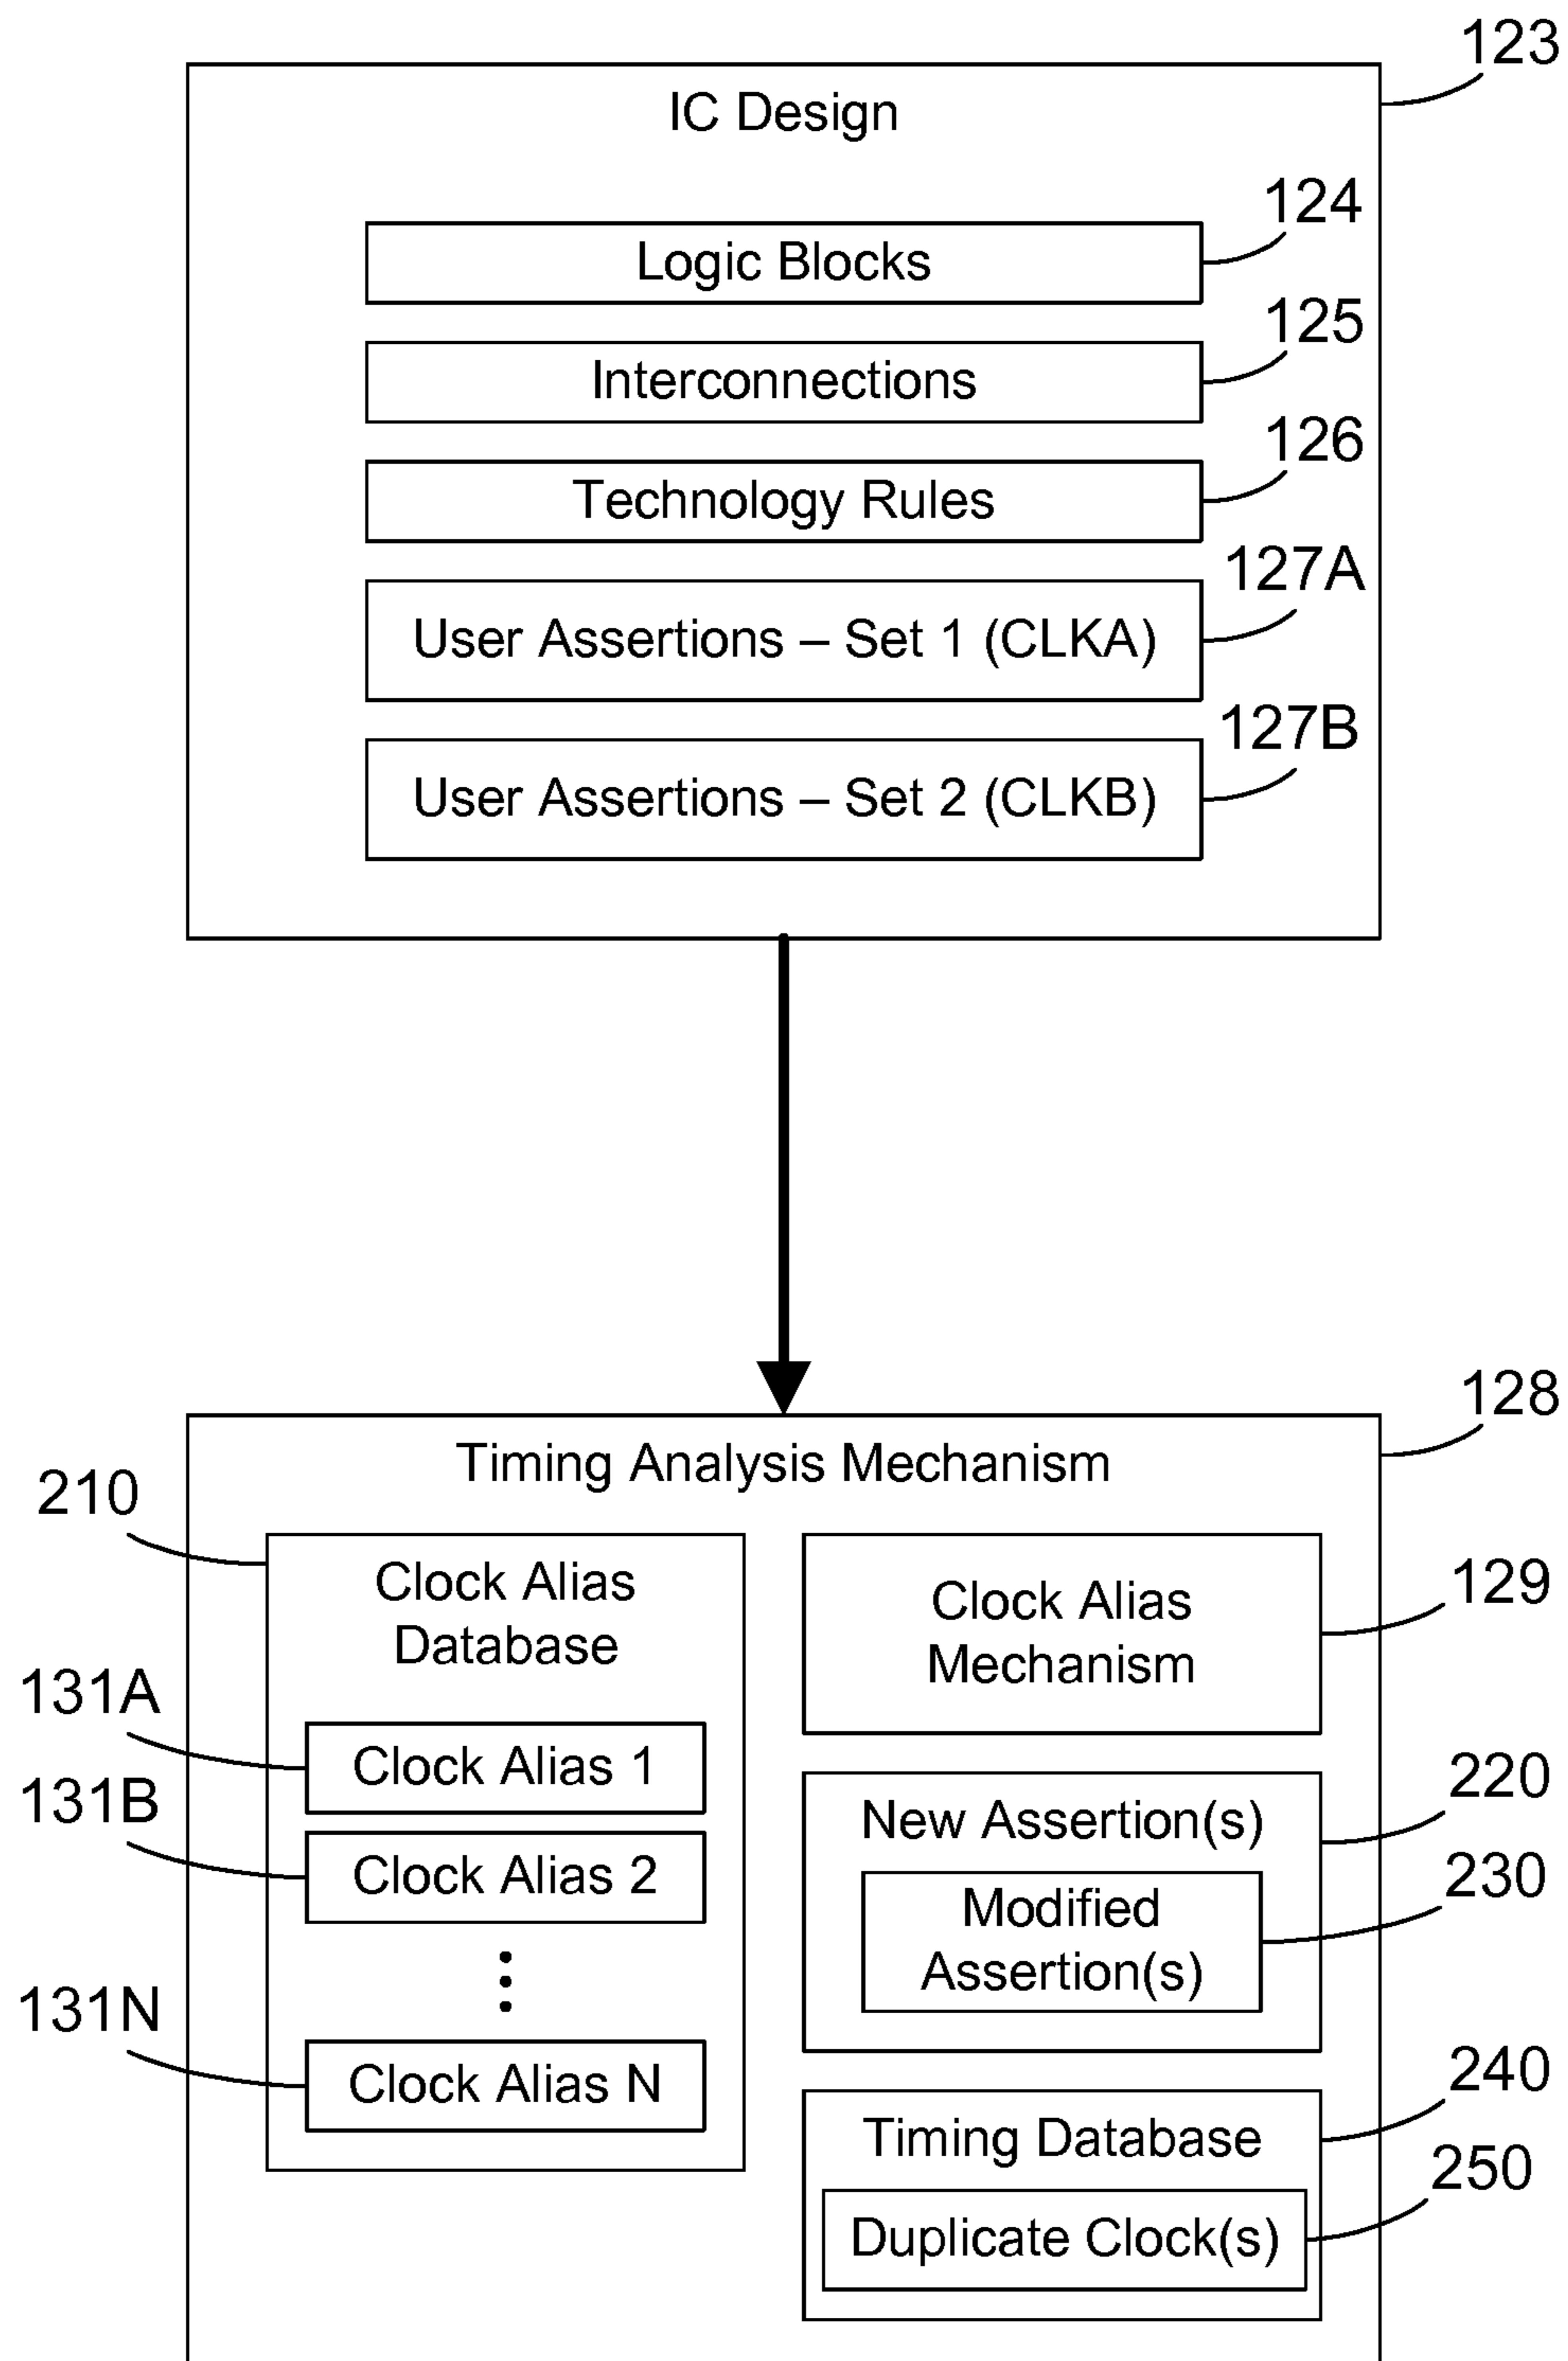 123
IC Design
124
Logic Blocks
125
Interconnections
126
Technology Rules
127A
User Assertions – Set 1 (CLKA)
127B
User Assertions – Set 2 (CLKB)
128
Timing Analysis Mechanism
210
Clock Alias
Database
131A
Clock Alias 1
131B
Clock Alias 2
131N
Clock Alias N
129
Clock Alias
Mechanism
220
New Assertion(s)
230
Modified
Assertion(s)
240
Timing Database
250
Duplicate Clock(s)